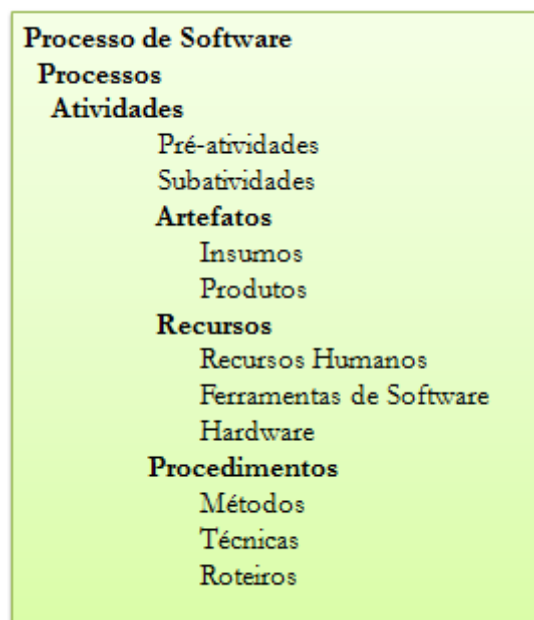 Processo de Software
Processos
Atividades
Pré-atividades
Subatividades
Artefatos
Insumos
Produtos
Recursos
Recursos Humanos
Ferramentas de Software
Hardware
Procedimentos
Métodos
Técnicas
Roteiros